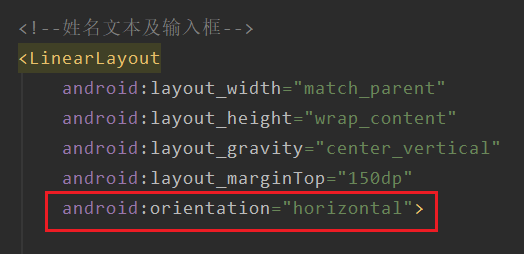 <!--姓名文本及输入框-->
<LinearLayout
android:layout_width="match_parent"
android:layout_height="wrap_content"
android:layout_gravity="center_vertical"
android:layout_marginTop="150dp"
android:orientation="horizontal">